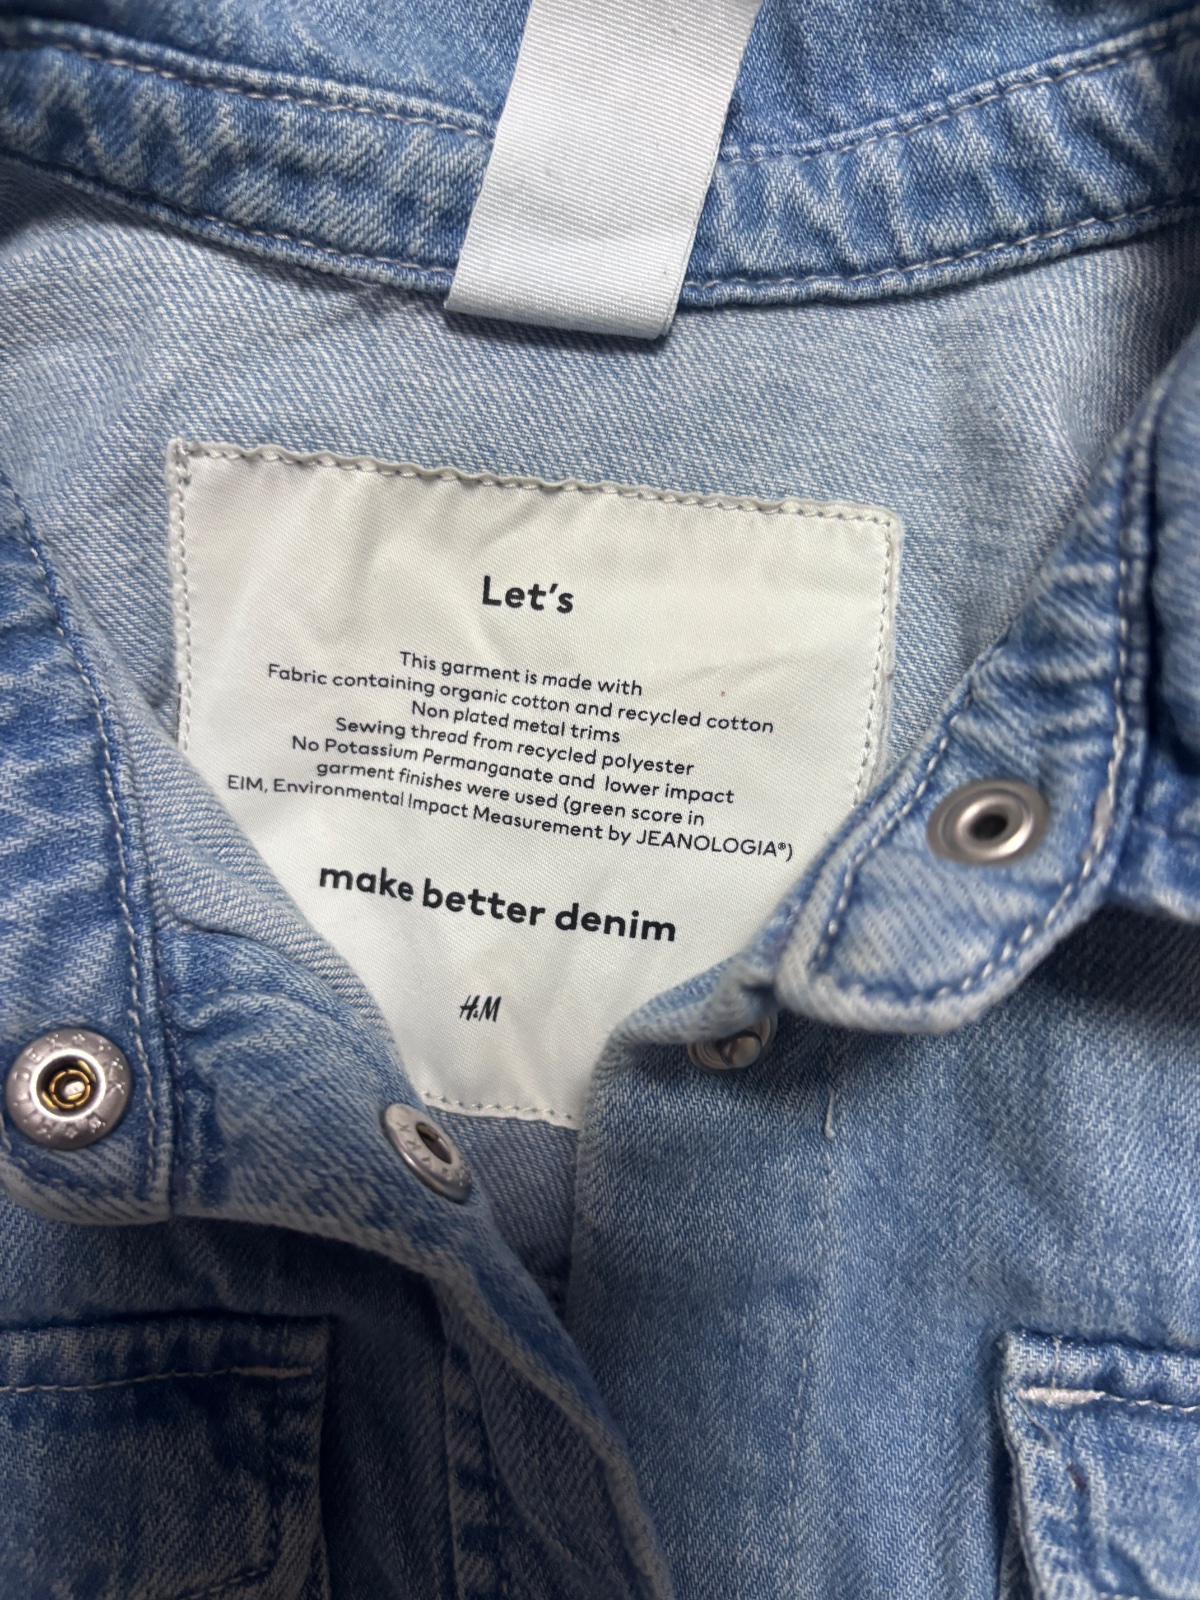 Let's
This garment is made with
Fabric containing organic cotton and recycled cotton
Non plated metal trims
Sewing thread from recycled polyester
No Potassium Permanganate and lower impact
garment finishes were used (green score in
EIM, Environmental Impact Measurement by JEANOLOGIA®)
make better denim
H&M